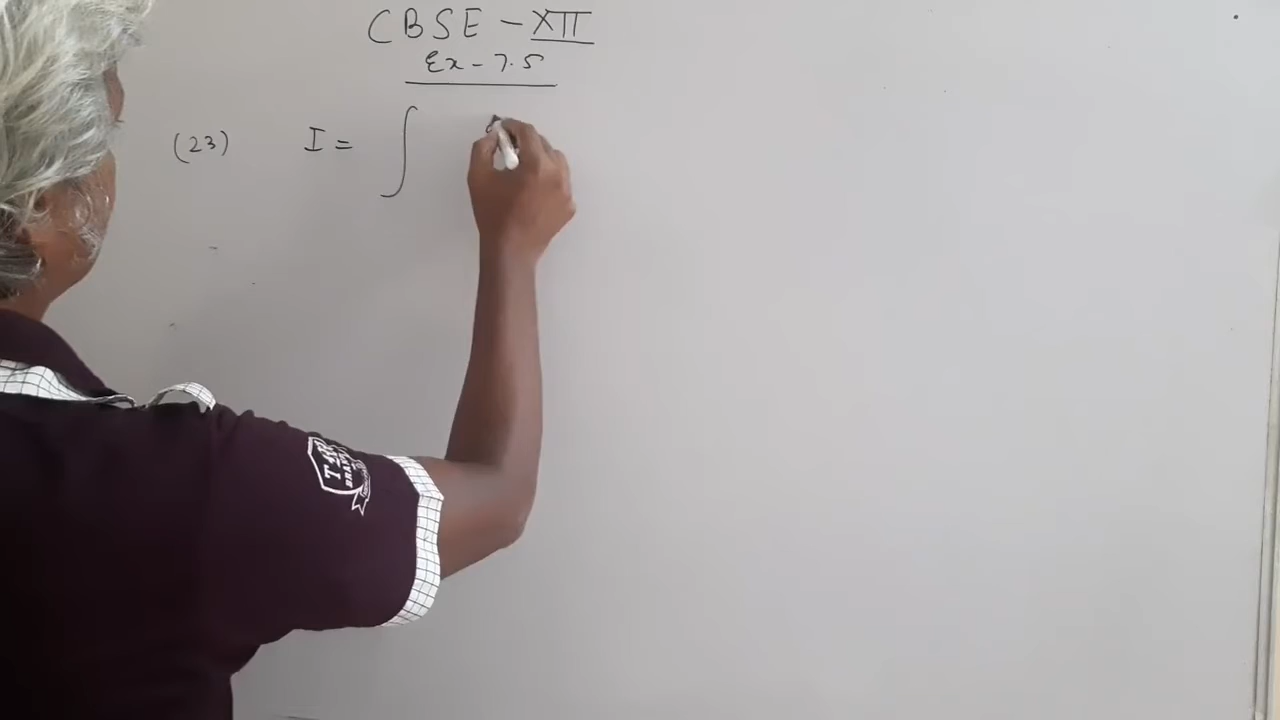 CBSE - XII
Ex - 7.5
(23) I = ∫